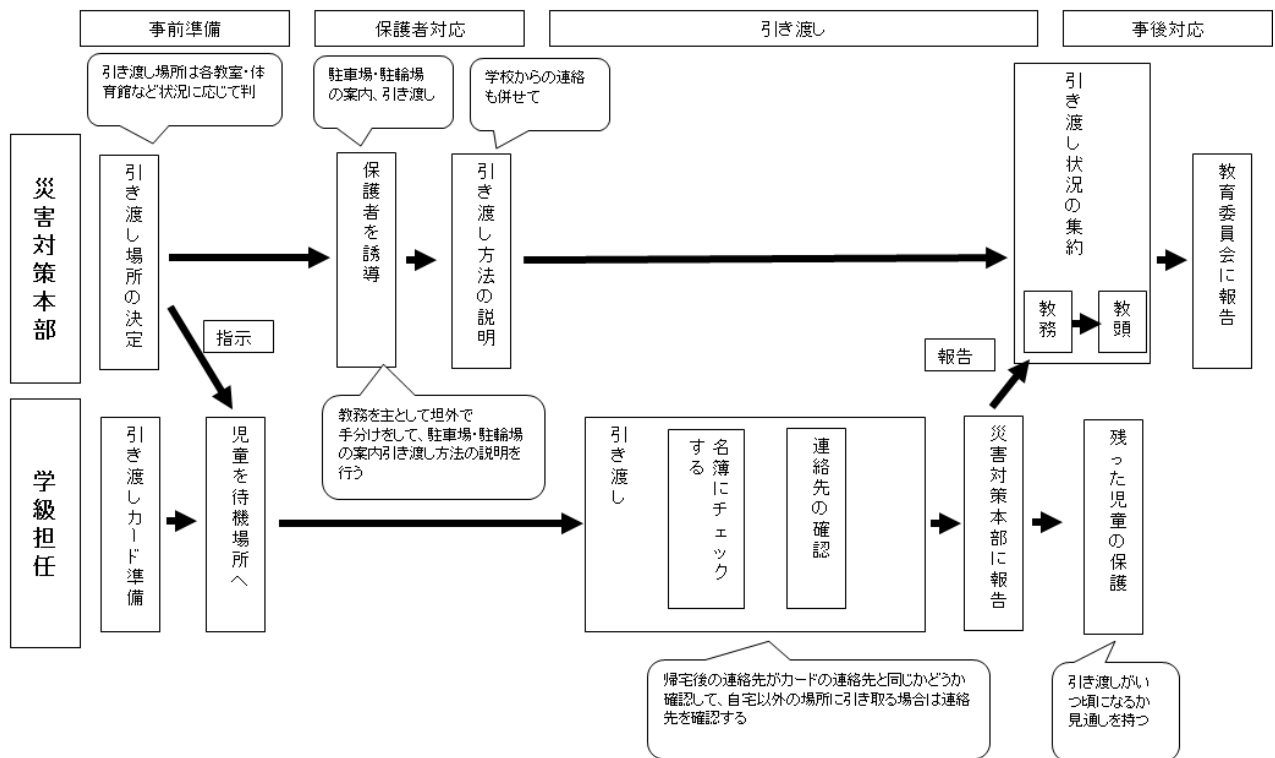 事前準備
保護者対応
引き渡し
事後対応
引き渡し場所は各教室・体
育館など状況に応じて判
駐車場・駐輪場
の案内、引き渡し
学校からの連絡
も併せて
災害対策本部
引き渡し場所の決定
保護者を誘導
引き渡し方法の説明
引き渡し状況の集約
教務
教頭
教育委員会に報告
指示
報告
教務を主として坦外で
手分けをして、駐車場・駐輪場
の案内引き渡し方法の説明を
行う
学級担任
引き渡しカード準備
児童を待機場所へ
引き渡し
名簿にチェック
する
連絡先の確認
災害対策本部に報告
残った児童の保護
帰宅後の連絡先がカードの連絡先と同じかどうか
確認して、自宅以外の場所に引き取る場合は連絡
先を確認する
引き渡しがい
つ頃になるか
見通しを持つ